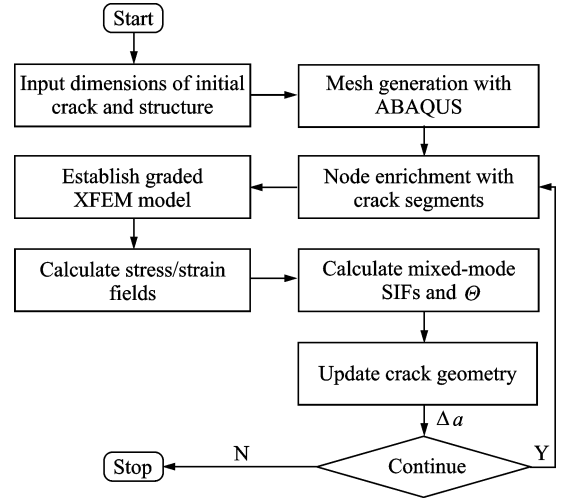 Start
Input dimensions of initial
crack and structure
Mesh generation with
ABAQUS
Node enrichment with
crack segments
Establish graded
XFEM model
Calculate stress/strain
fields
Calculate mixed-mode
SIFs and Θ
Update crack geometry
Δa
Continue
Y
N
Stop